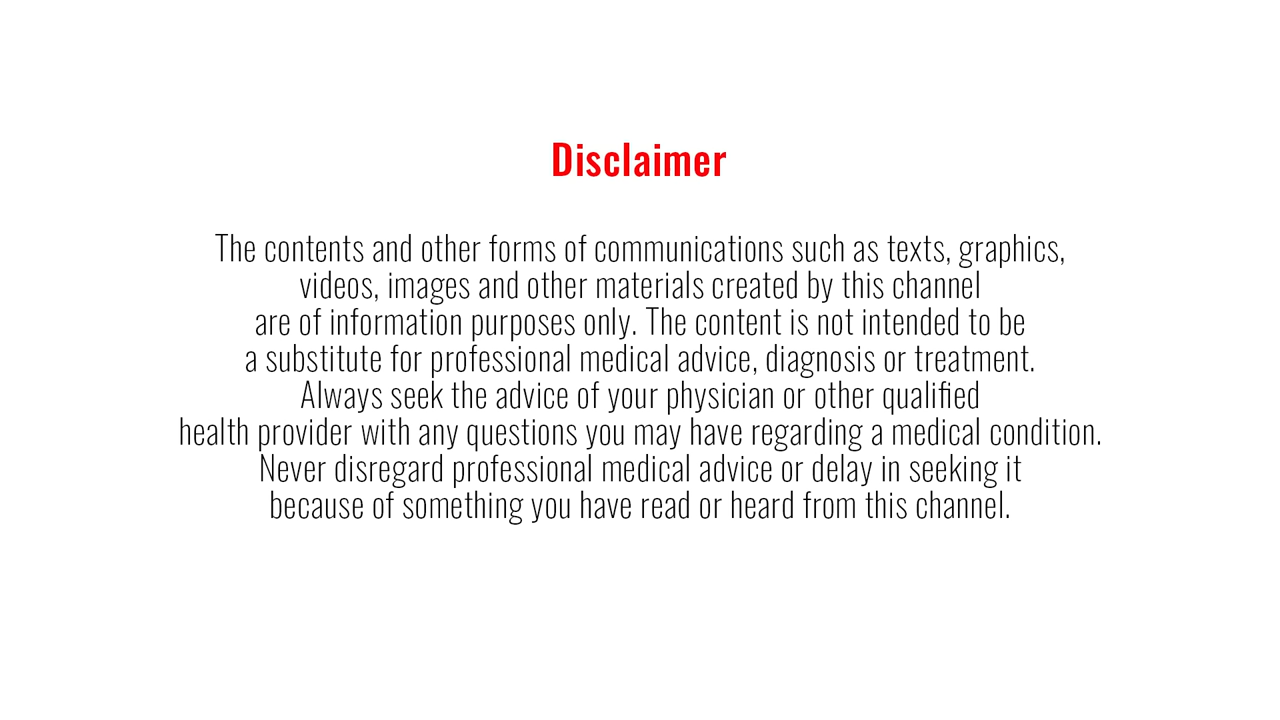 Disclaimer
The contents and other forms of communications such as texts, graphics,
videos, images and other materials created by this channel
are of information purposes only. The content is not intended to be
a substitute for professional medical advice, diagnosis or treatment.
Always seek the advice of your physician or other qualified
health provider with any questions you may have regarding a medical condition.
Never disregard professional medical advice or delay in seeking it
because of something you have read or heard from this channel.